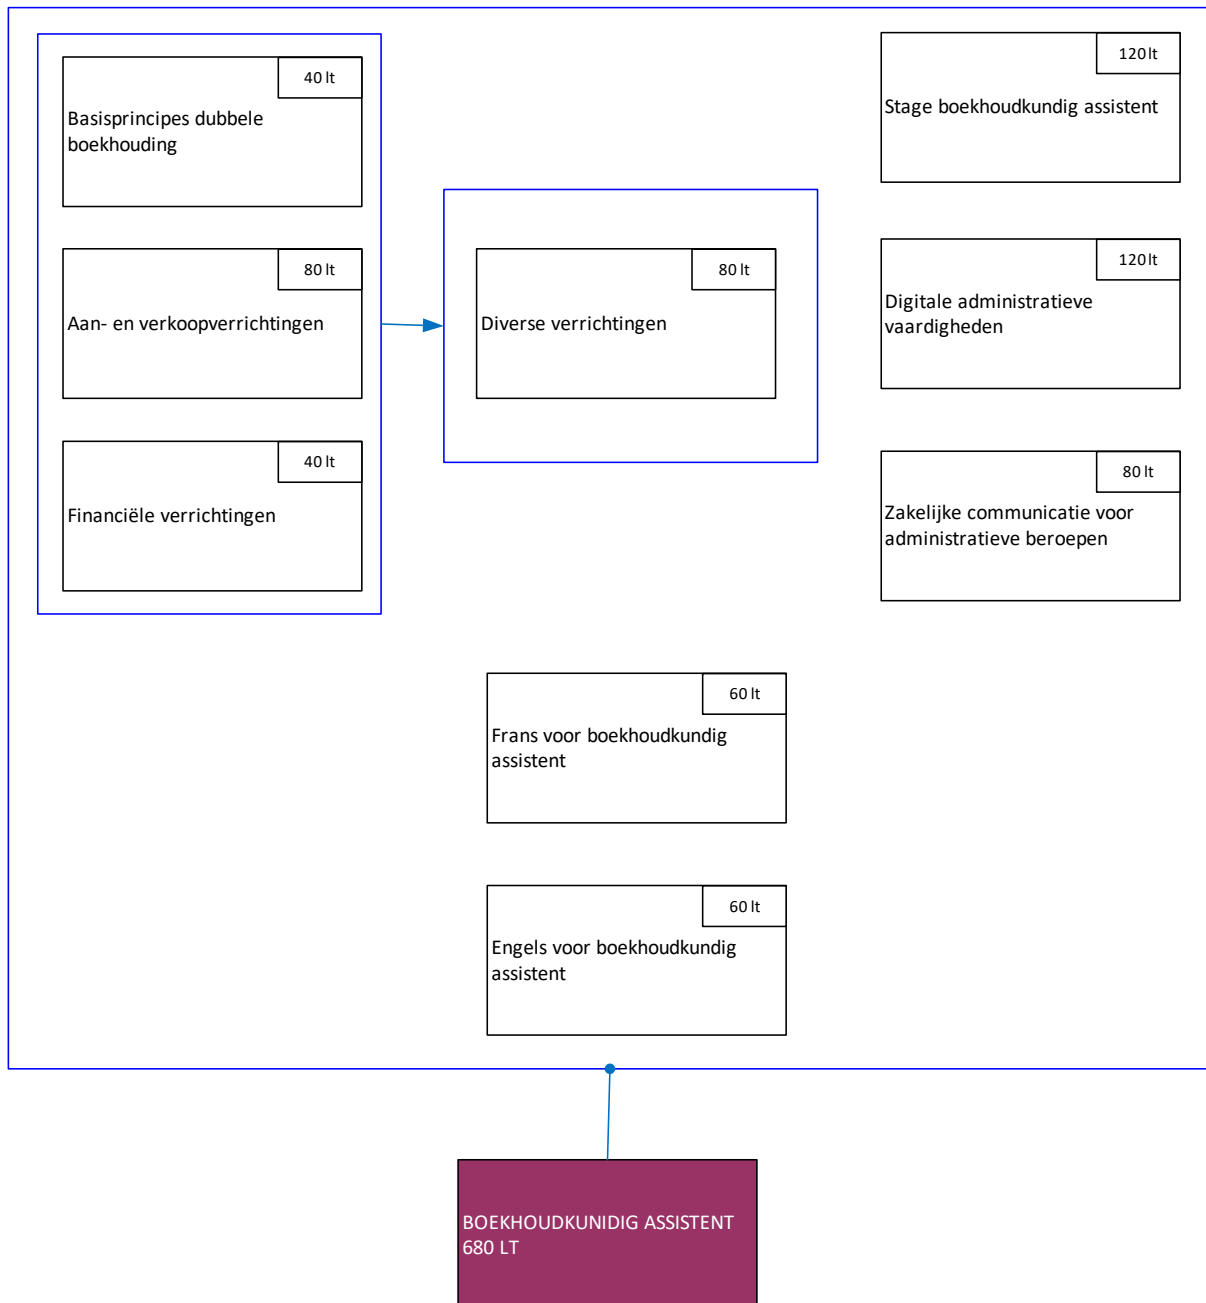 40 lt
Basisprincipes dubbele
boekhouding
80 lt
Aan- en verkoopverrichtingen
40 lt
Financiële verrichtingen
80 lt
Diverse verrichtingen
120 lt
Stage boekhoudkundig assistent
120 lt
Digitale administratieve
vaardigheden
80 lt
Zakelijke communicatie voor
administratieve beroepen
60 lt
Frans voor boekhoudkundig
assistent
60 lt
Engels voor boekhoudkundig
assistent
BOEKHOUDKUNIDIG ASSISTENT
680 LT